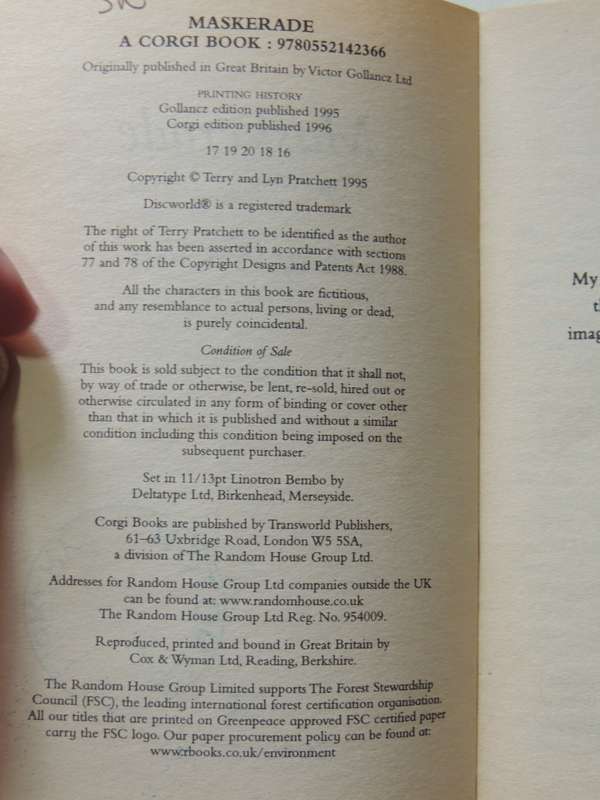 MASKERADE
A CORGI BOOK : 9780552142366
Originally published in Great Britain by Victor Gollancz Ltd
PRINTING HISTORY
Gollancz edition published 1995
Corgi edition published 1996
17 19 20 18 16
Copyright © Terry and Lyn Pratchett 1995
Discworld® is a registered trademark
The right of Terry Pratchett to be identified as the author
of this work has been asserted in accordance with sections
77 and 78 of the Copyright Designs and Patents Act 1988.
All the characters in this book are fictitious,
and any resemblance to actual persons, living or dead,
is purely coincidental.
Condition of Sale
This book is sold subject to the condition that it shall not,
by way of trade or otherwise, be lent, re-sold, hired out or
otherwise circulated in any form of binding or cover other
than that in which it is published and without a similar
condition including this condition being imposed on the
subsequent purchaser.
Set in 11/13pt Linotron Bembo by
Deltatype Ltd, Birkenhead, Merseyside.
Corgi Books are published by Transworld Publishers,
61–63 Uxbridge Road, London W5 5SA,
a division of The Random House Group Ltd.
Addresses for Random House Group Ltd companies outside the UK
can be found at: www.randomhouse.co.uk
The Random House Group Ltd Reg. No. 954009.
Reproduced, printed and bound in Great Britain by
Cox & Wyman Ltd, Reading, Berkshire.
The Random House Group Limited supports The Forest Stewardship
Council (FSC), the leading international forest certification organisation.
All our titles that are printed on Greenpeace approved FSC certified paper
carry the FSC logo. Our paper procurement policy can be found at:
www.rbooks.co.uk/environment
My